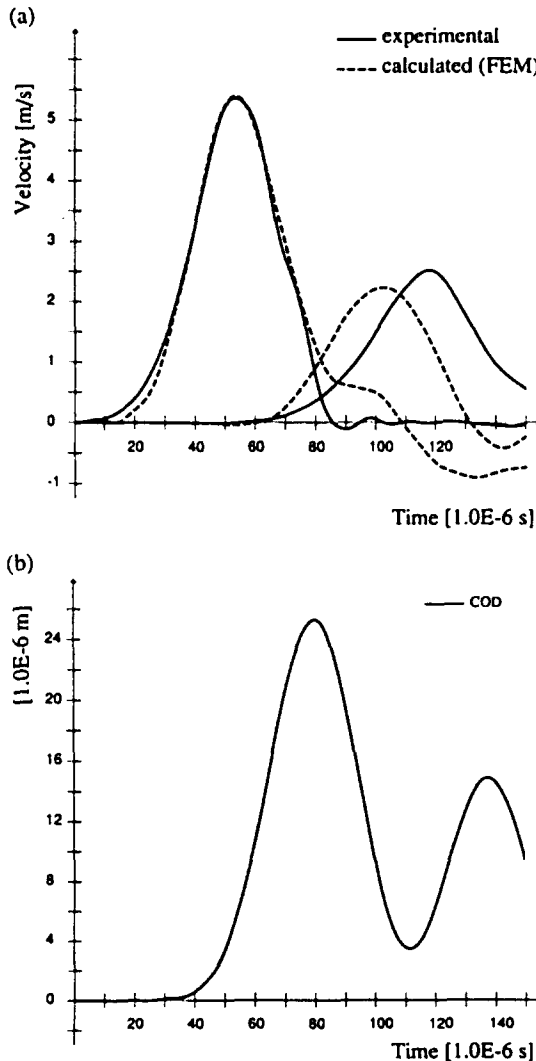 (a)
experimental
calculated (FEM)
Velocity [m/s]
5
4
3
2
1
0
-1
20 40 60 80 100 120 140
Time [1.0E-6 s]
(b)
COD
[1.0E-6 m]
24
20
16
12
8
4
0
20 40 60 80 100 120 140
Time [1.0E-6 s]